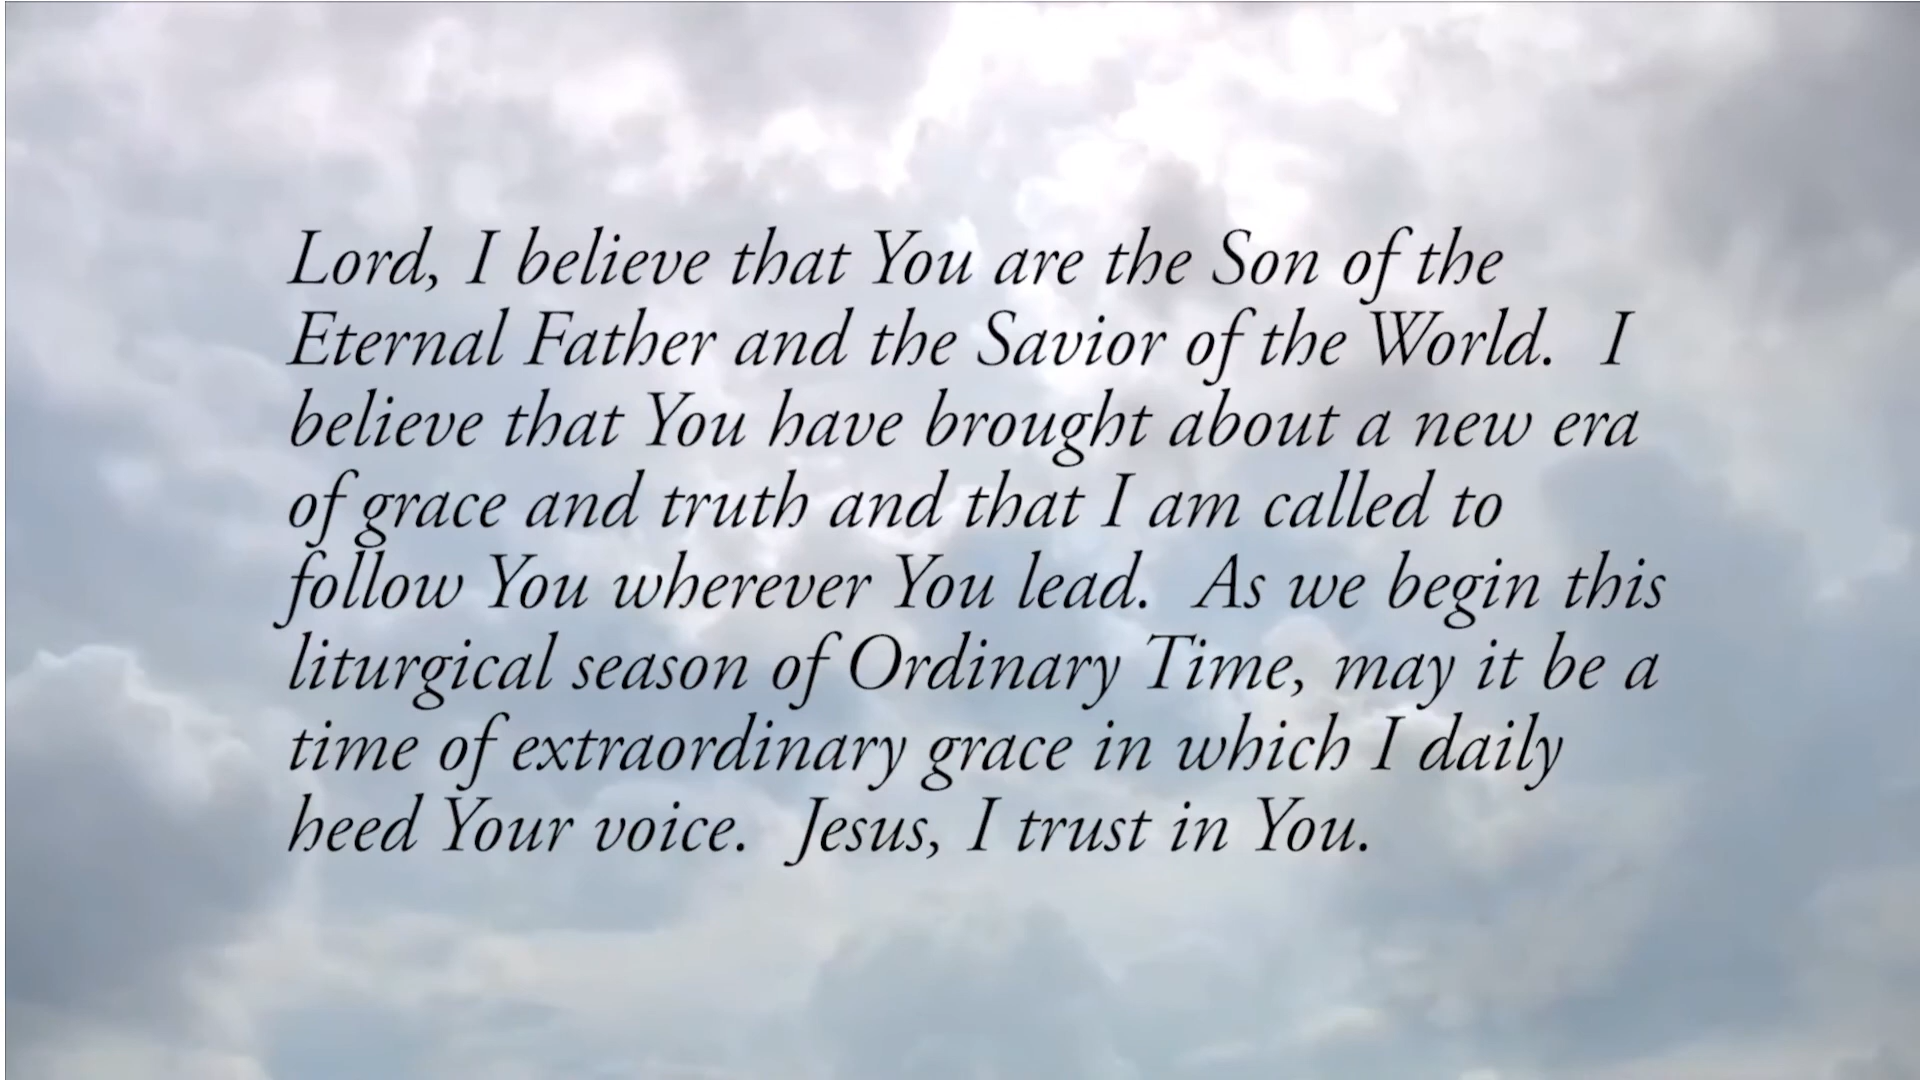 Lord, I believe that You are the Son of the
Eternal Father and the Savior of the World.  I
believe that You have brought about a new era
of grace and truth and that I am called to
follow You wherever You lead.  As we begin this
liturgical season of Ordinary Time, may it be a
time of extraordinary grace in which I daily
heed Your voice.  Jesus, I trust in You.